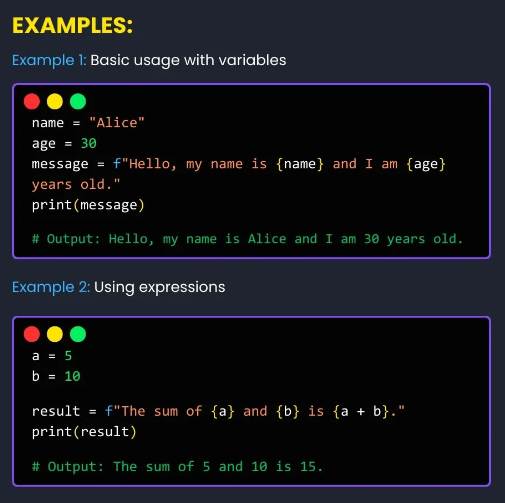 EXAMPLES:
Example 1: Basic usage with variables
name = "Alice"
age = 30
message = f"Hello, my name is {name} and I am {age}
years old."
print(message)
# Output: Hello, my name is Alice and I am 30 years old.
Example 2: Using expressions
a = 5
b = 10
result = f"The sum of {a} and {b} is {a + b}."
print(result)
# Output: The sum of 5 and 10 is 15.